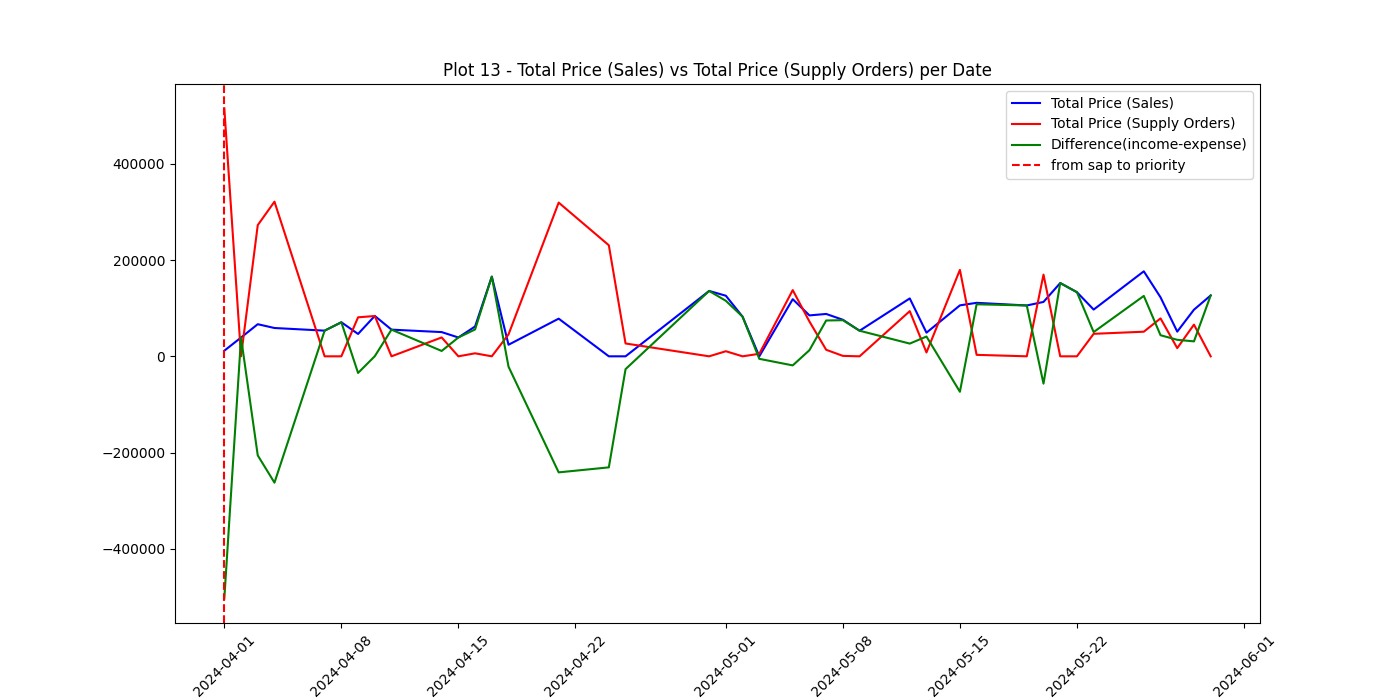 Plot 13 - Total Price (Sales) vs Total Price (Supply Orders) per Date
Total Price (Sales)
Total Price (Supply Orders)
Difference(income-expense)
from sap to priority
400000
200000
0
−200000
−400000
2024-04-01
2024-04-08
2024-04-15
2024-04-22
2024-05-01
2024-05-08
2024-05-15
2024-05-22
2024-06-01